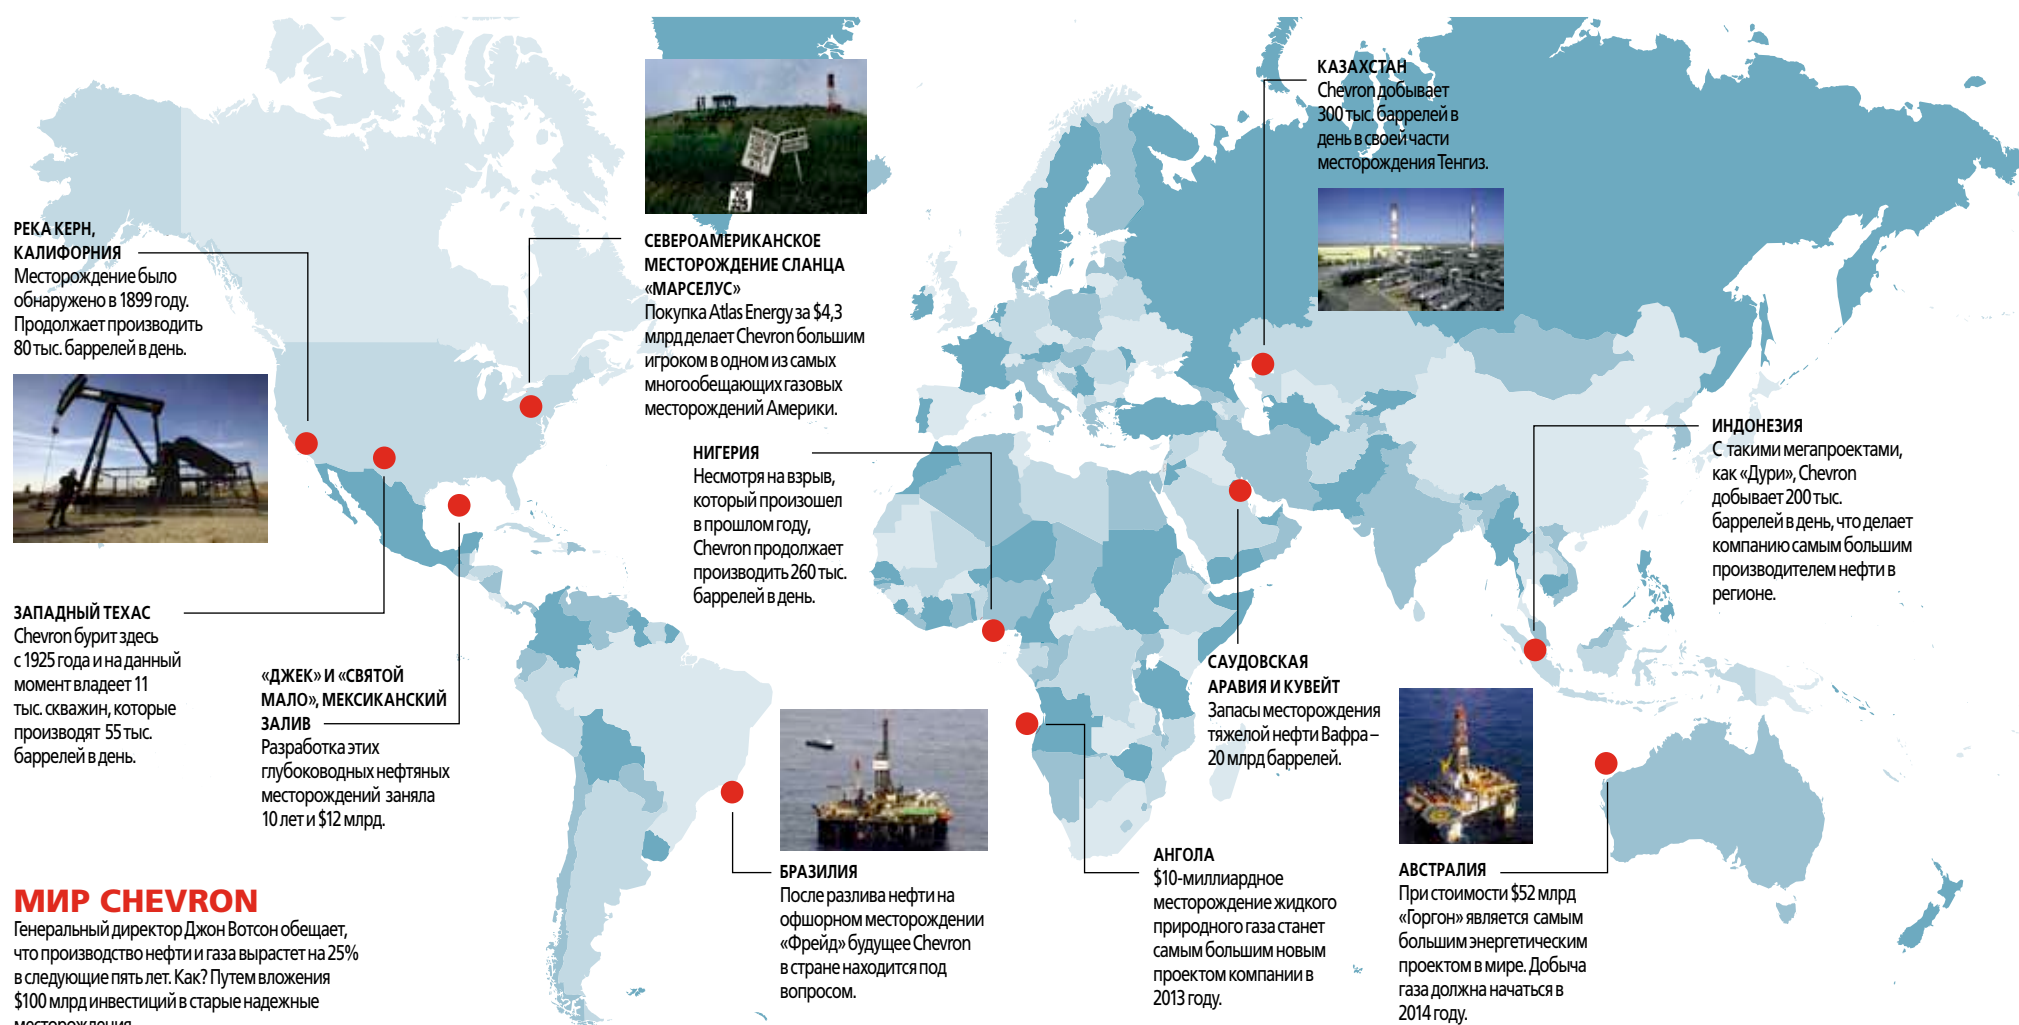 РЕКА КЕРН,
КАЛИФОРНИЯ
Месторождение было
обнаружено в 1899 году.
Продолжает производить
80 тыс. баррелей в день.
СЕВЕРОАМЕРИКАНСКОЕ
МЕСТОРОЖДЕНИЕ СЛАНЦА
«МАРСЕЛУС»
Покупка Atlas Energy за $4,3
млрд делает Chevron большим
игроком в одном из самых
многообещающих газовых
месторождений Америки.
КАЗАХСТАН
Chevron добывает
300 тыс. баррелей в
день в своей части
месторождения Тенгиз.
НИГЕРИЯ
Несмотря на взрыв,
который произошел
в прошлом году,
Chevron продолжает
производить 260 тыс.
баррелей в день.
ИНДОНЕЗИЯ
С такими мегапроектами,
как «Дури», Chevron
добывает 200 тыс.
баррелей в день, что делает
компанию самым большим
производителем нефти в
регионе.
ЗАПАДНЫЙ ТЕХАС
Chevron бурит здесь
с 1925 года и на данный
момент владеет 11
тыс. скважин, которые
производят 55 тыс.
баррелей в день.
«ДЖЕК» И «СВЯТОЙ
МАЛО», МЕКСИКАНСКИЙ
ЗАЛИВ
Разработка этих
глубоководных нефтяных
месторождений заняла
10 лет и $12 млрд.
САУДОВСКАЯ
АРАВИЯ И КУВЕЙТ
Запасы месторождения
тяжелой нефти Вафра –
20 млрд баррелей.
БРАЗИЛИЯ
После разлива нефти на
офшорном месторождении
«Фрейд» будущее Chevron
в стране находится под
вопросом.
АНГОЛА
$10-миллиардное
месторождение жидкого
природного газа станет
самым большим новым
проектом компании в
2013 году.
АВСТРАЛИЯ
При стоимости $52 млрд
«Горгон» является самым
большим энергетическим
проектом в мире. Добыча
газа должна начаться в
2014 году.
МИР CHEVRON
Генеральный директор Джон Вотсон обещает,
что производство нефти и газа вырастет на 25%
в следующие пять лет. Как? Путем вложения
$100 млрд инвестиций в старые надежные
месторождения